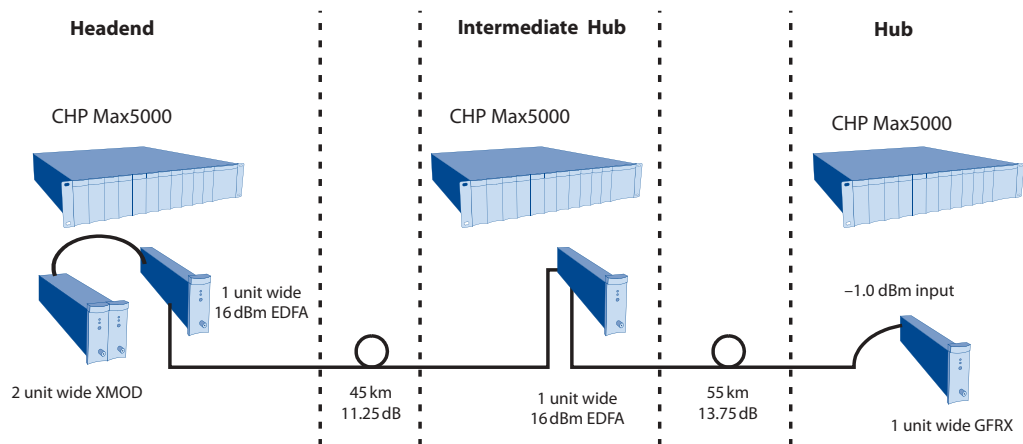 Headend
Intermediate Hub
Hub
CHP Max5000
CHP Max5000
CHP Max5000
1 unit wide
16 dBm EDFA
–1.0 dBm input
2 unit wide XMOD
45 km
11.25 dB
1 unit wide
16 dBm EDFA
55 km
13.75 dB
1 unit wide GFRX